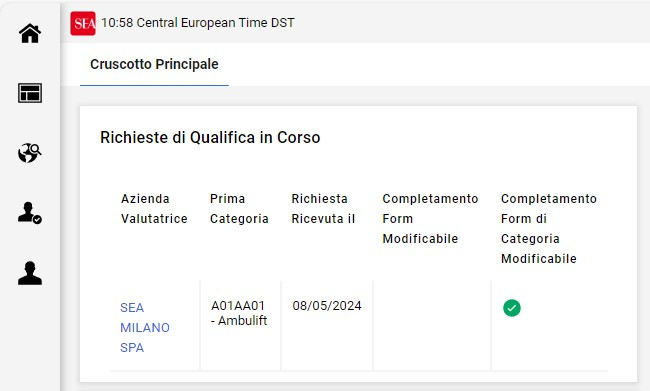 SEA 10:58 Central European Time DST
Cruscotto Principale
Richieste di Qualifica in Corso
Azienda
Valutatrice
Prima
Categoria
Richiesta
Ricevuta il
Completamento
Form
Modificabile
Completamento
Form di
Categoria
Modificabile
SEA
MILANO
SPA
A01AA01
- Ambulift
08/05/2024